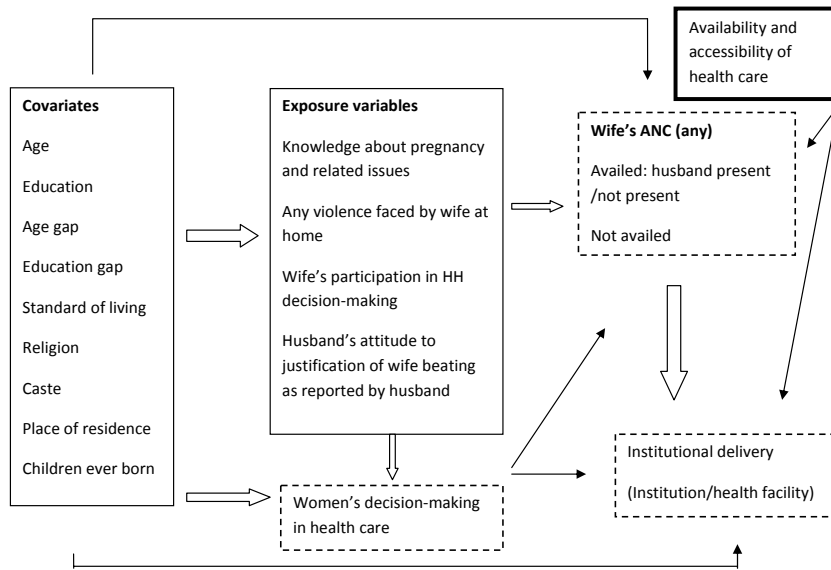 Availability and
accessibility of
health care
Covariates
Age
Education
Age gap
Education gap
Standard of living
Religion
Caste
Place of residence
Children ever born
Exposure variables
Knowledge about pregnancy
and related issues
Any violence faced by wife at
home
Wife's participation in HH
decision-making
Husband's attitude to
justification of wife beating
as reported by husband
Wife's ANC (any)
Availed: husband present
/not present
Not availed
Women's decision-making
in health care
Institutional delivery
(Institution/health facility)